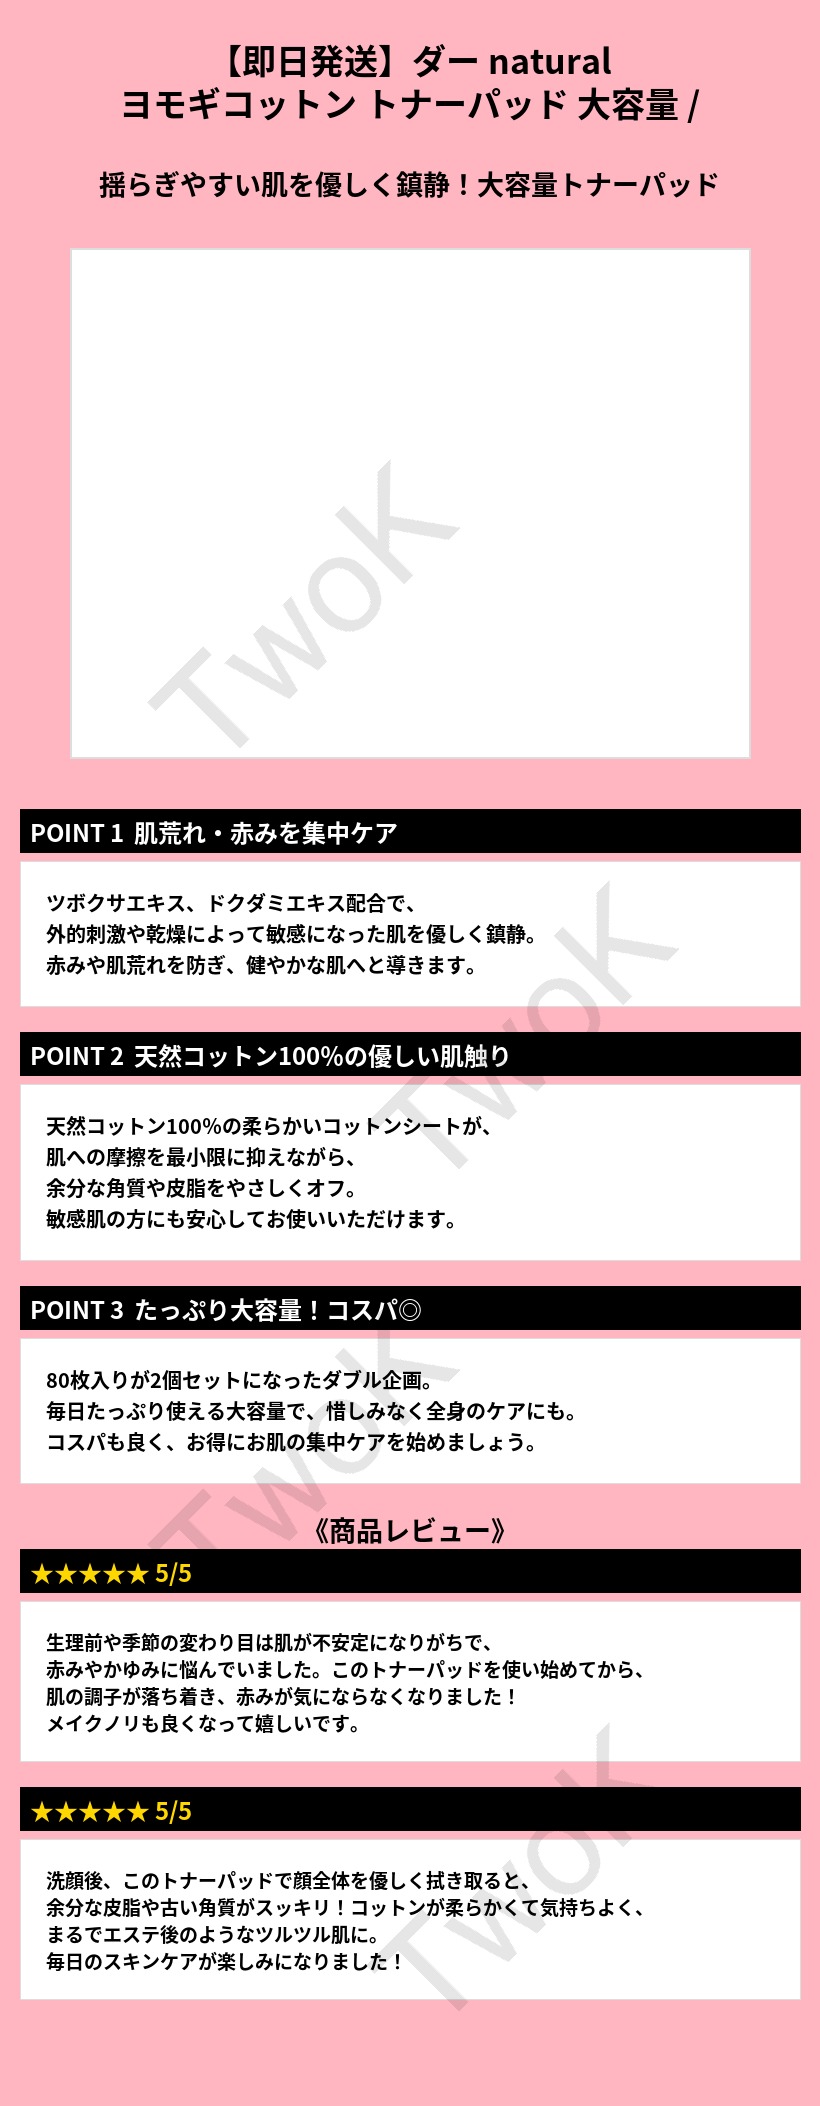 【即日発送】ダー natural
ヨモギコットン トナーパッド 大容量 /
揺らぎやすい肌を優しく鎮静！大容量トナーパッド
TwoK
POINT 1 肌荒れ・赤みを集中ケア
ツボクサエキス、ドクダミエキス配合で、
外的刺激や乾燥によって敏感になった肌を優しく鎮静。
赤みや肌荒れを防ぎ、健やかな肌へと導きます。
TwoK
POINT 2 天然コットン100%の優しい肌触り
天然コットン100%の柔らかいコットンシートが、
肌への摩擦を最小限に抑えながら、
余分な角質や皮脂をやさしくオフ。
敏感肌の方にも安心してお使いいただけます。
POINT 3 たっぷり大容量！コスパ◎
80枚入りが2個セットになったダブル企画。
毎日たっぷり使える大容量で、惜しみなく全身のケアにも。
コスパも良く、お得にお肌の集中ケアを始めましょう。
TwoK
《商品レビュー》
★★★★★ 5/5
生理前や季節の変わり目は肌が不安定になりがちで、
赤みやかゆみに悩んでいました。このトナーパッドを使い始めてから、
肌の調子が落ち着き、赤みが気にならなくなりました！
メイクノリも良くなって嬉しいです。
★★★★★ 5/5
TwoK
洗顔後、このトナーパッドで顔全体を優しく拭き取ると、
余分な皮脂や古い角質がスッキリ！コットンが柔らかくて気持ちよく、
まるでエステ後のようなツルツル肌に。
毎日のスキンケアが楽しみになりました！